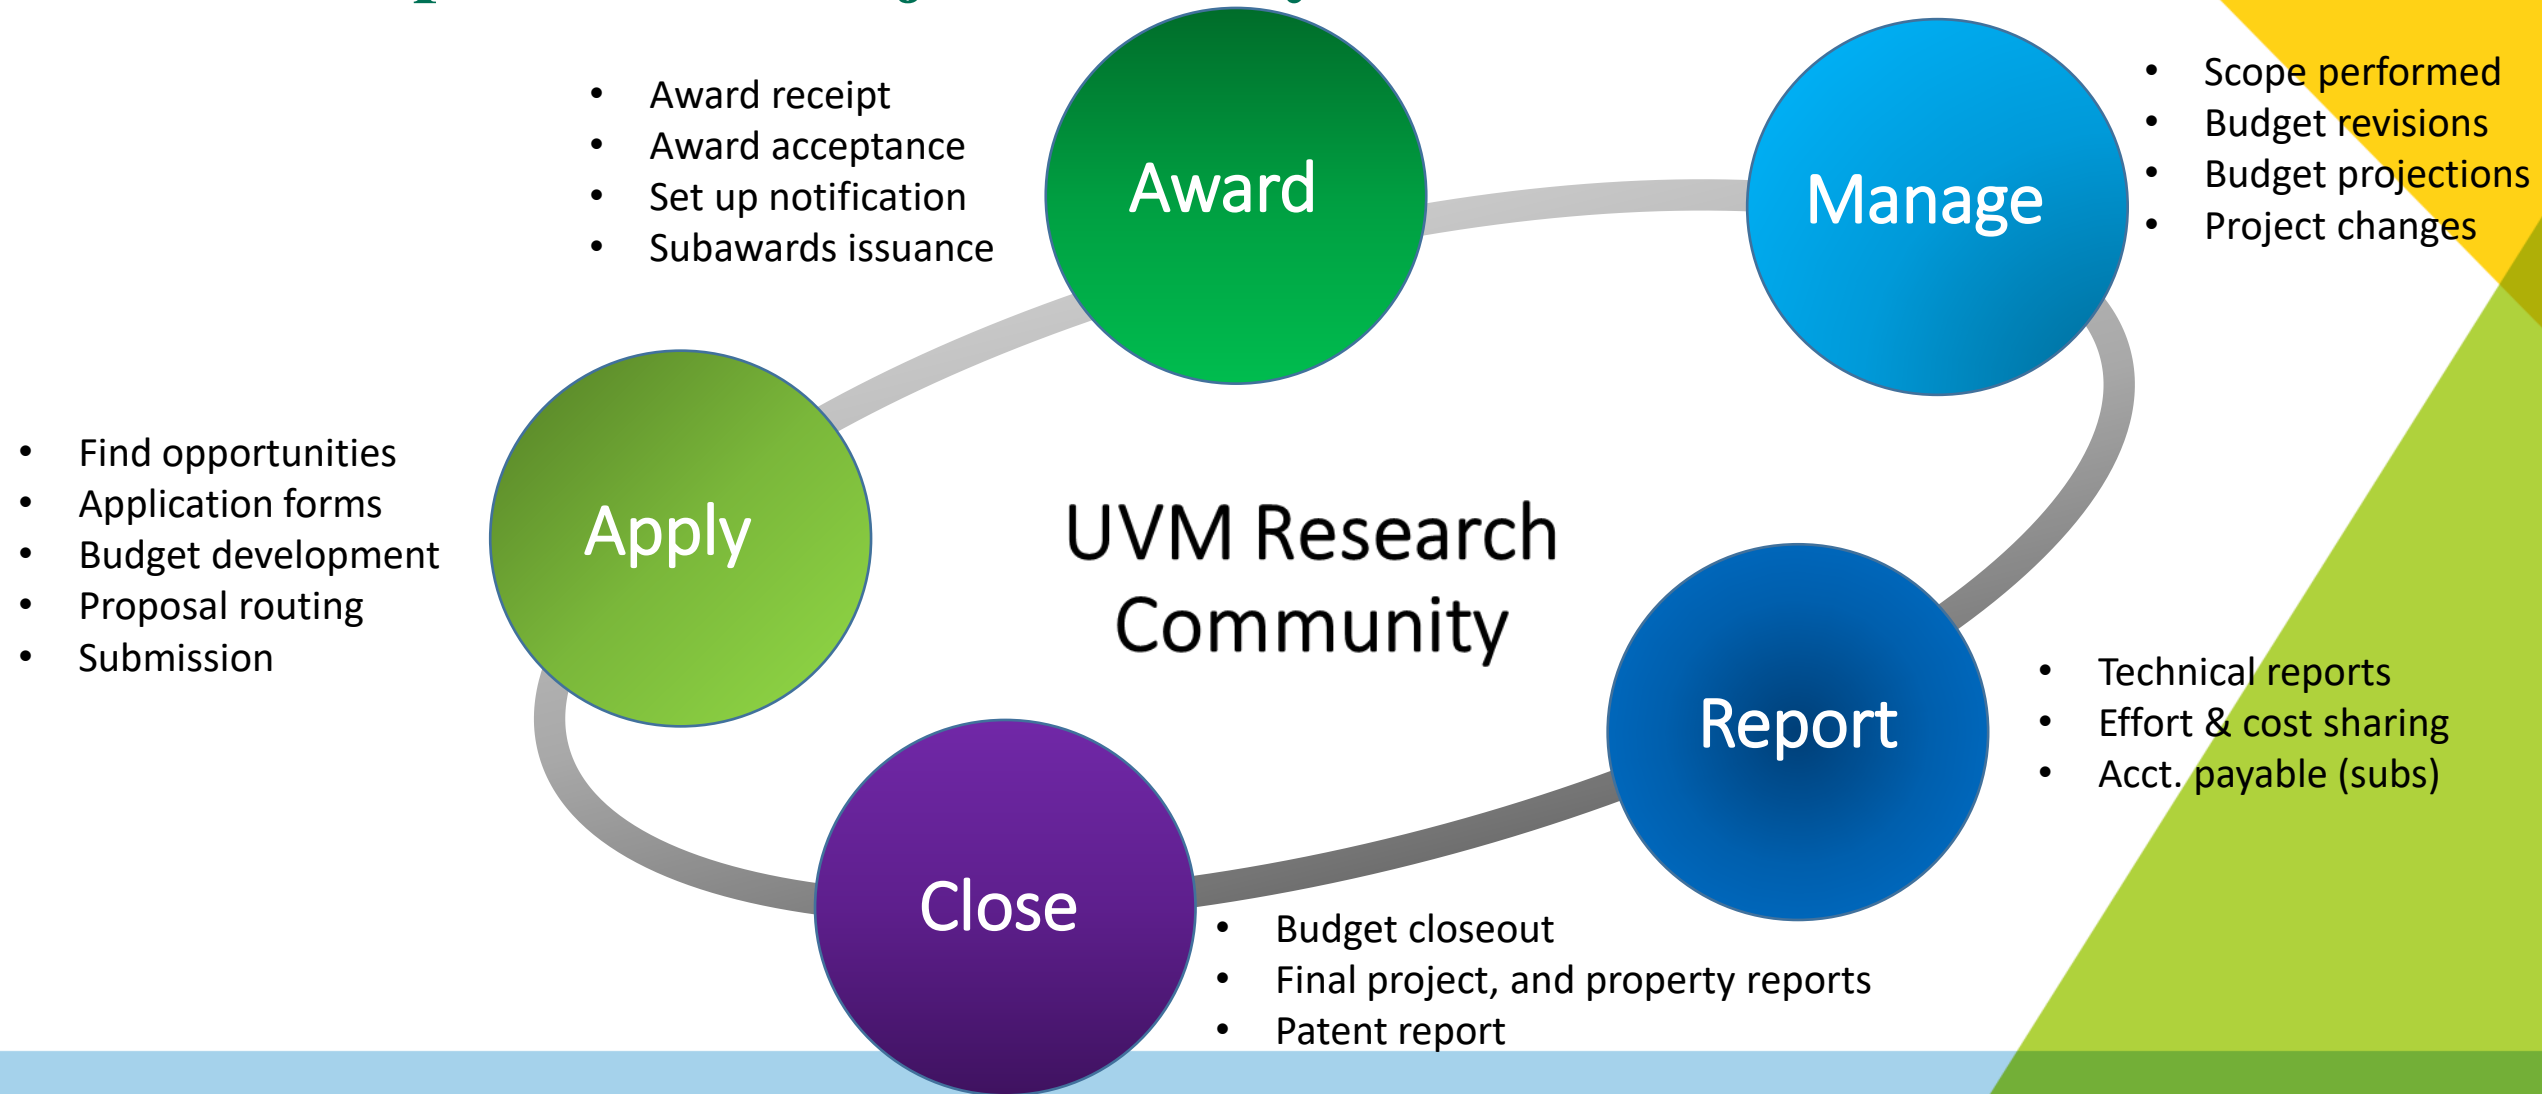 Award
• Award receipt
• Award acceptance
• Set up notification
• Subawards issuance
Manage
• Scope performed
• Budget revisions
• Budget projections
• Project changes
Apply
• Find opportunities
• Application forms
• Budget development
• Proposal routing
• Submission
UVM Research
Community
Report
• Technical reports
• Effort & cost sharing
• Acct. payable (subs)
Close
• Budget closeout
• Final project, and property reports
• Patent report